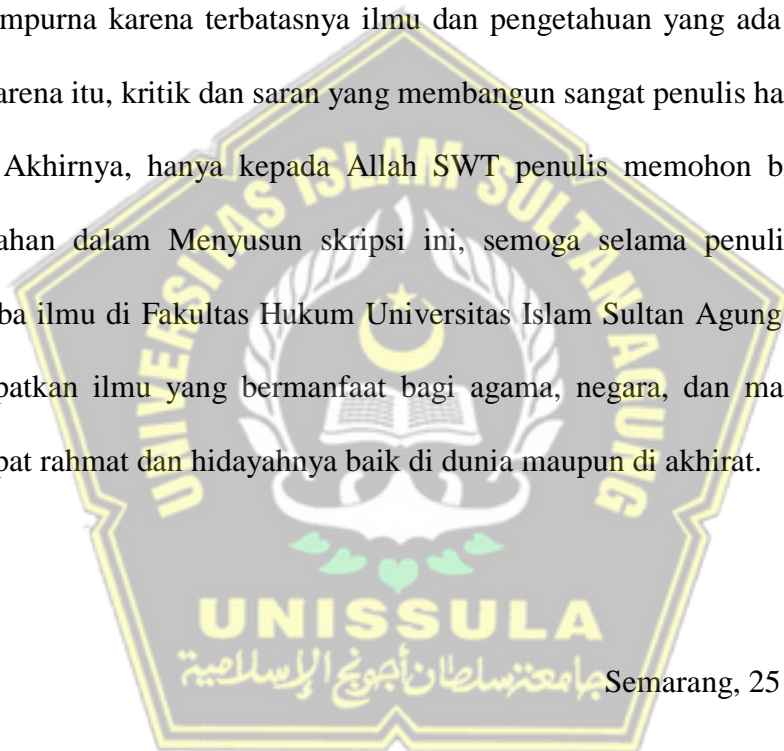 mpurna karena terbatasnya ilmu dan pengetahuan yang ada
arena itu, kritik dan saran yang membangun sangat penulis ha
Akhirnya, hanya kepada Allah SWT penulis memohon b
ahan dalam Menyusun skripsi ini, semoga selama penuli
ba ilmu di Fakultas Hukum Universitas Islam Sultan Agung
patkan ilmu yang bermanfaat bagi agama, negara, dan ma
pat rahmat dan hidayahnya baik di dunia maupun di akhirat.
UNIVERSITAS ISLAM SULTAN AGUNG
UNISSULA
جامعتسلطان أجونج الإسلامية
Semarang, 25